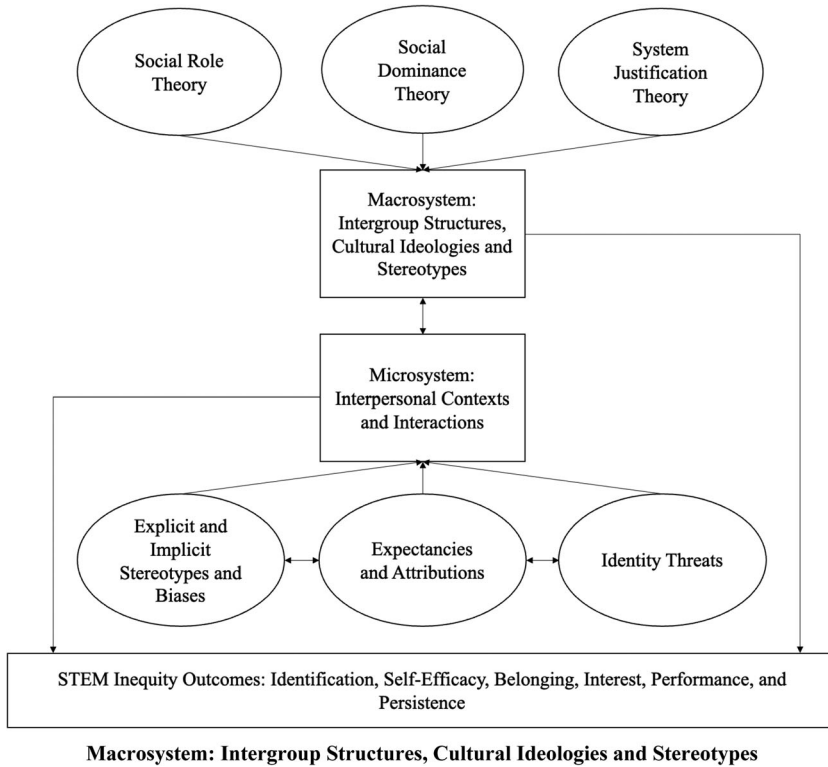 Social Role
Theory
Social
Dominance
Theory
System
Justification
Theory
Macrosystem:
Intergroup Structures,
Cultural Ideologies and
Stereotypes
Microsystem:
Interpersonal Contexts
and Interactions
Explicit and
Implicit
Stereotypes and
Biases
Expectancies
and Attributions
Identity Threats
STEM Inequity Outcomes: Identification, Self-Efficacy, Belonging, Interest, Performance, and
Persistence
Macrosystem: Intergroup Structures, Cultural Ideologies and Stereotypes